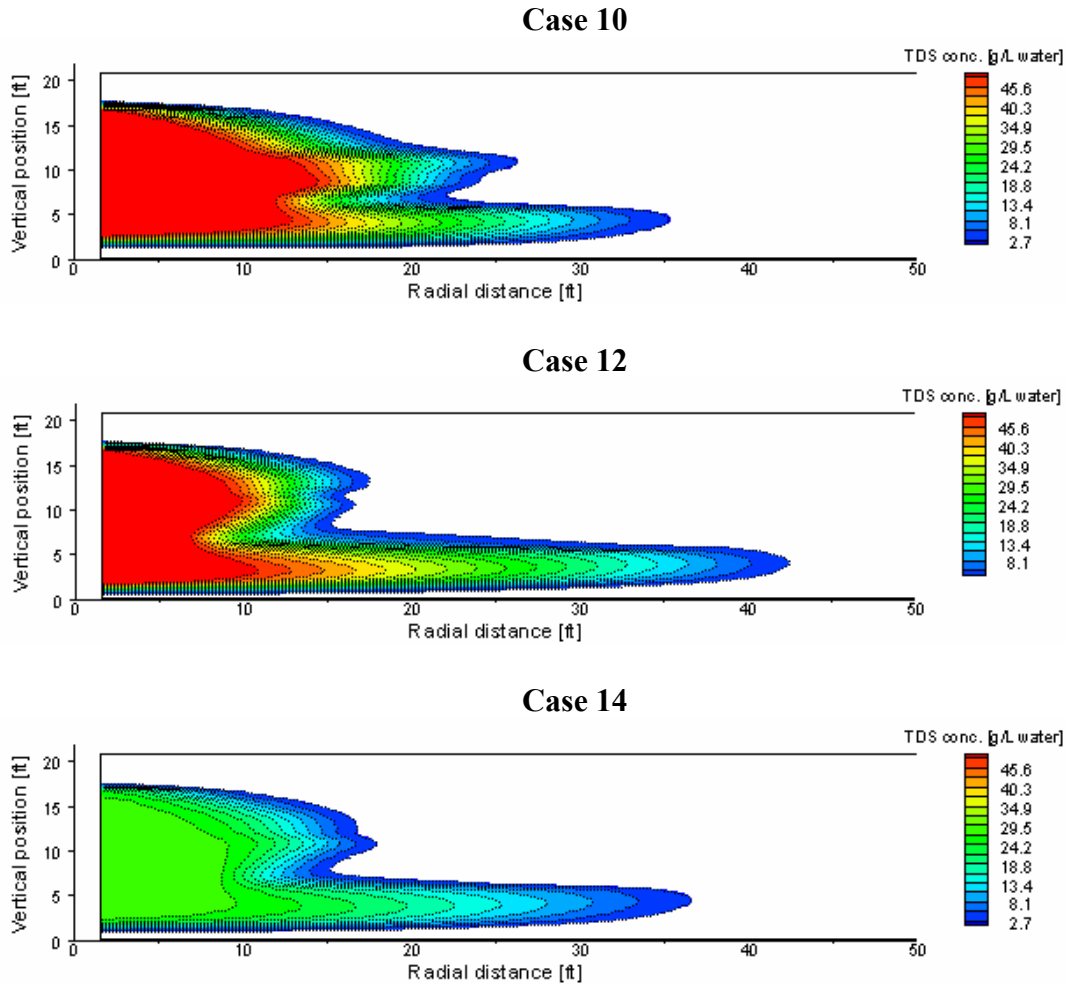 Case 10
TDS conc. [g/L water]
Vertical position [ft]
20
15
10
5
0
45.6
40.3
34.9
29.5
24.2
18.8
13.4
8.1
2.7
0 10 20 30 40 50
Radial distance [ft]
Case 12
TDS conc. [g/L water]
Vertical position [ft]
20
15
10
5
0
45.6
40.3
34.9
29.5
24.2
18.8
13.4
8.1
0 10 20 30 40 50
Radial distance [ft]
Case 14
TDS conc. [g/L water]
Vertical position [ft]
20
15
10
5
0
45.6
40.3
34.9
29.5
24.2
18.8
13.4
8.1
2.7
0 10 20 30 40 50
Radial distance [ft]